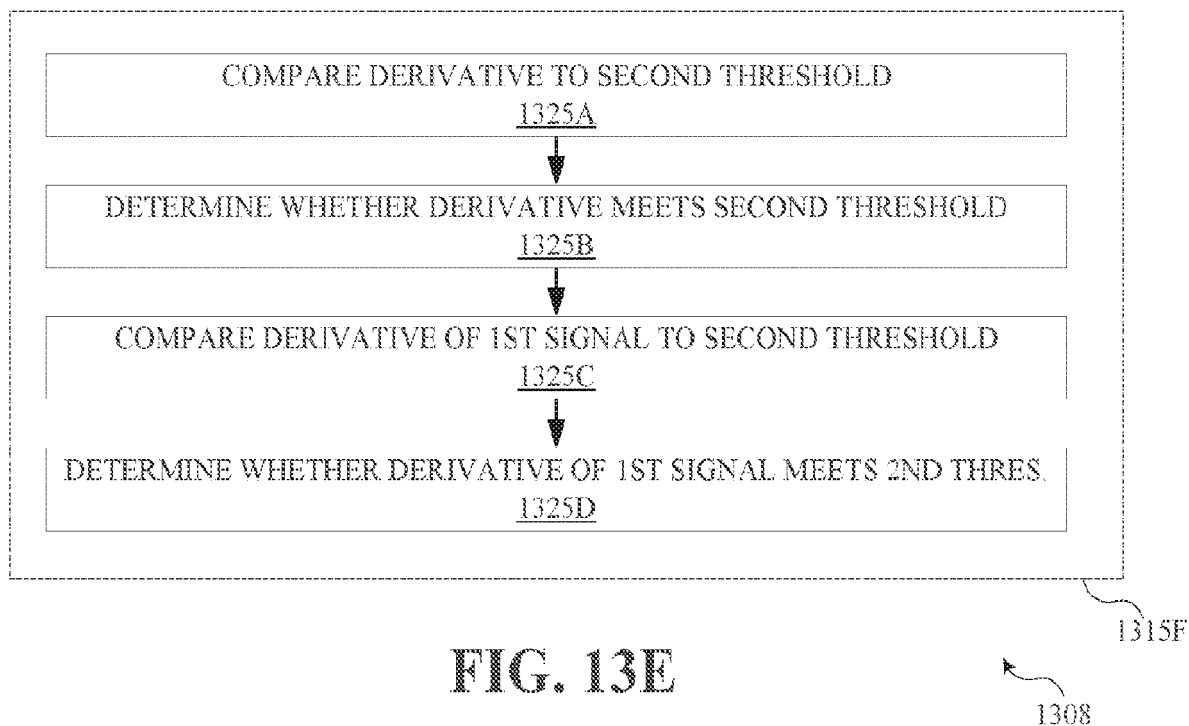 COMPARE DERIVATIVE TO SECOND THRESHOLD
1325A
DETERMINE WHETHER DERIVATIVE MEETS SECOND THRESHOLD
1325B
COMPARE DERIVATIVE OF 1ST SIGNAL TO SECOND THRESHOLD
1325C
DETERMINE WHETHER DERIVATIVE OF 1ST SIGNAL MEETS 2ND THRES.
1325D
1315F
FIG. 13E
1308